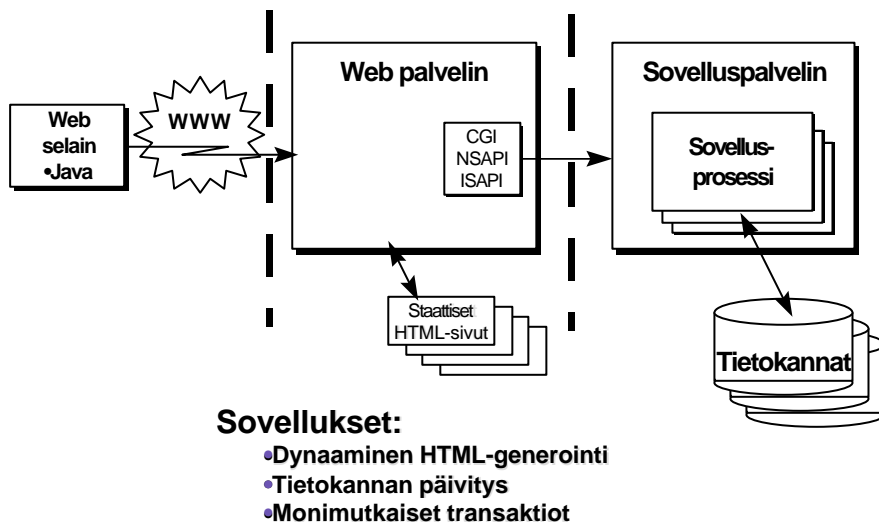 Web
selain
•Java
WWW
Web palvelin
CGI
NSAPI
ISAPI
Staattiset
HTML-sivut
Sovelluspalvelin
Sovellus-
prosessi
Tietokannat
Sovellukset:
•Dynaaminen HTML-generointi
•Tietokannan päivitys
•Monimutkaiset transaktiot